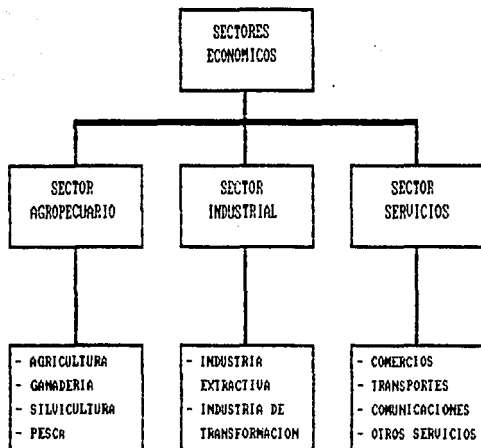 SECTORES
ECONOMICOS
SECTOR
AGROPECUARIO
SECTOR
INDUSTRIAL
SECTOR
SERVICIOS
- AGRICULTURA
- GANADERIA
- SILVICULTURA
- PESCA
- INDUSTRIA
EXTRACTIVA
- INDUSTRIA DE
TRANSFORMACION
- COMERCIOS
- TRANSPORTES
- COMUNICACIONES
- OTROS SERVICIOS